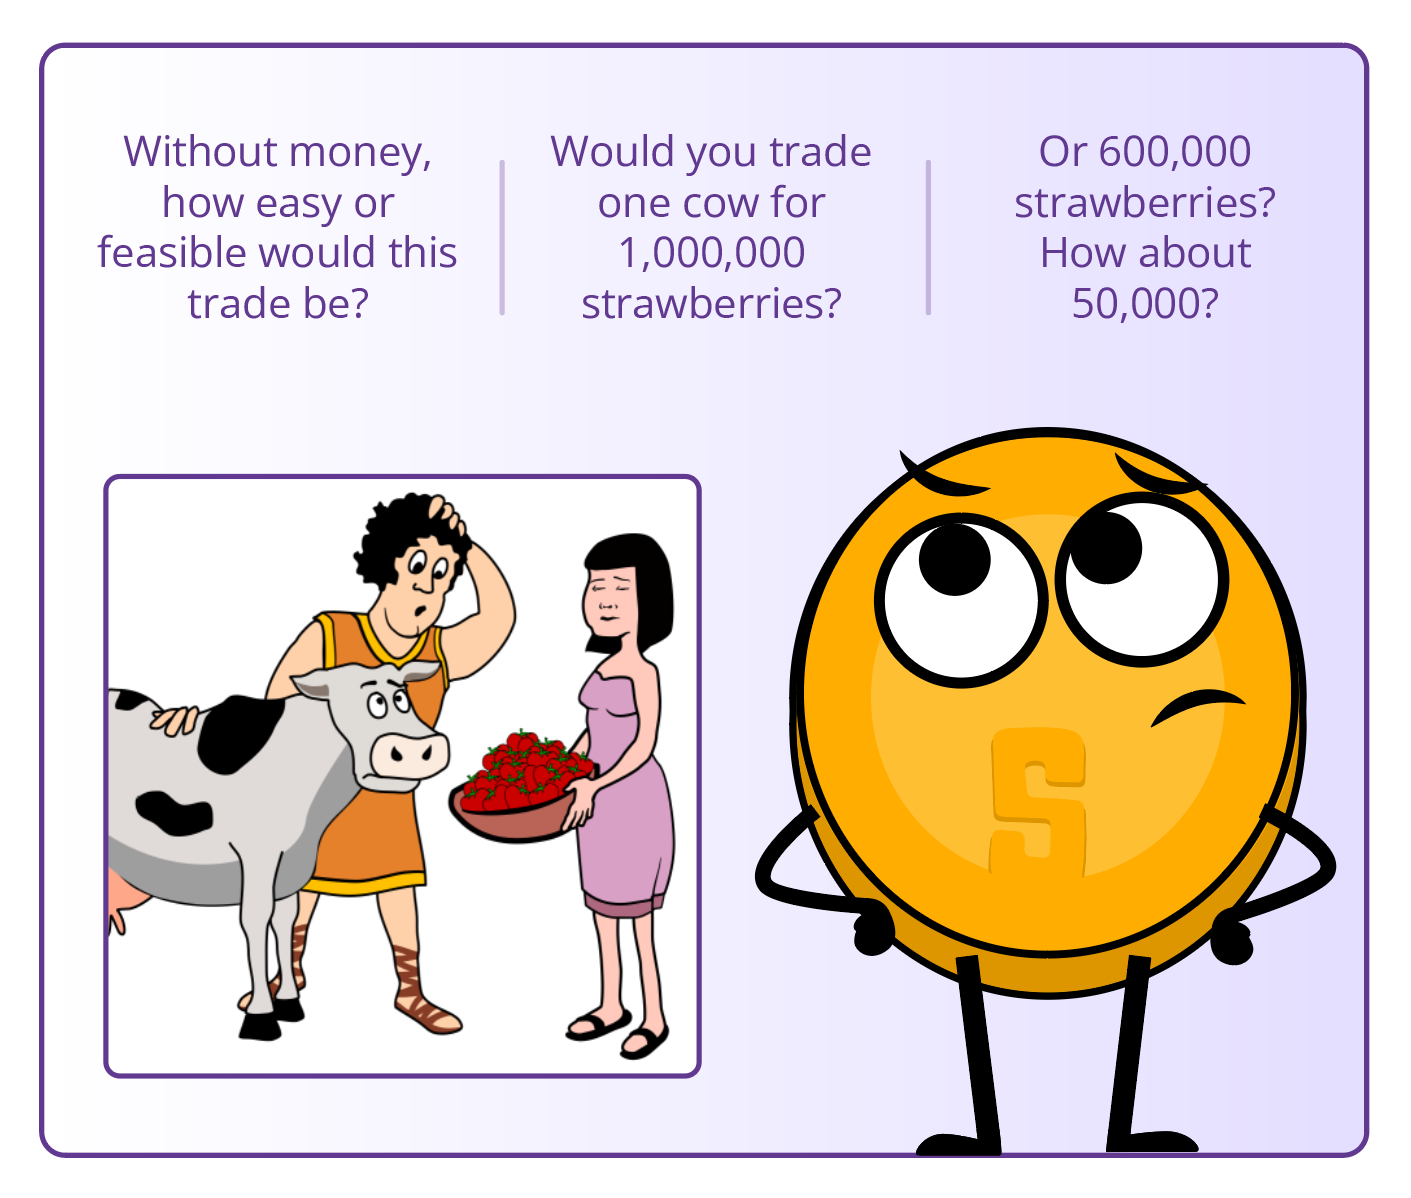 Without money,
how easy or
feasible would this
trade be?
Would you trade
one cow for
1,000,000
strawberries?
Or 600,000
strawberries?
How about
50,000?
S